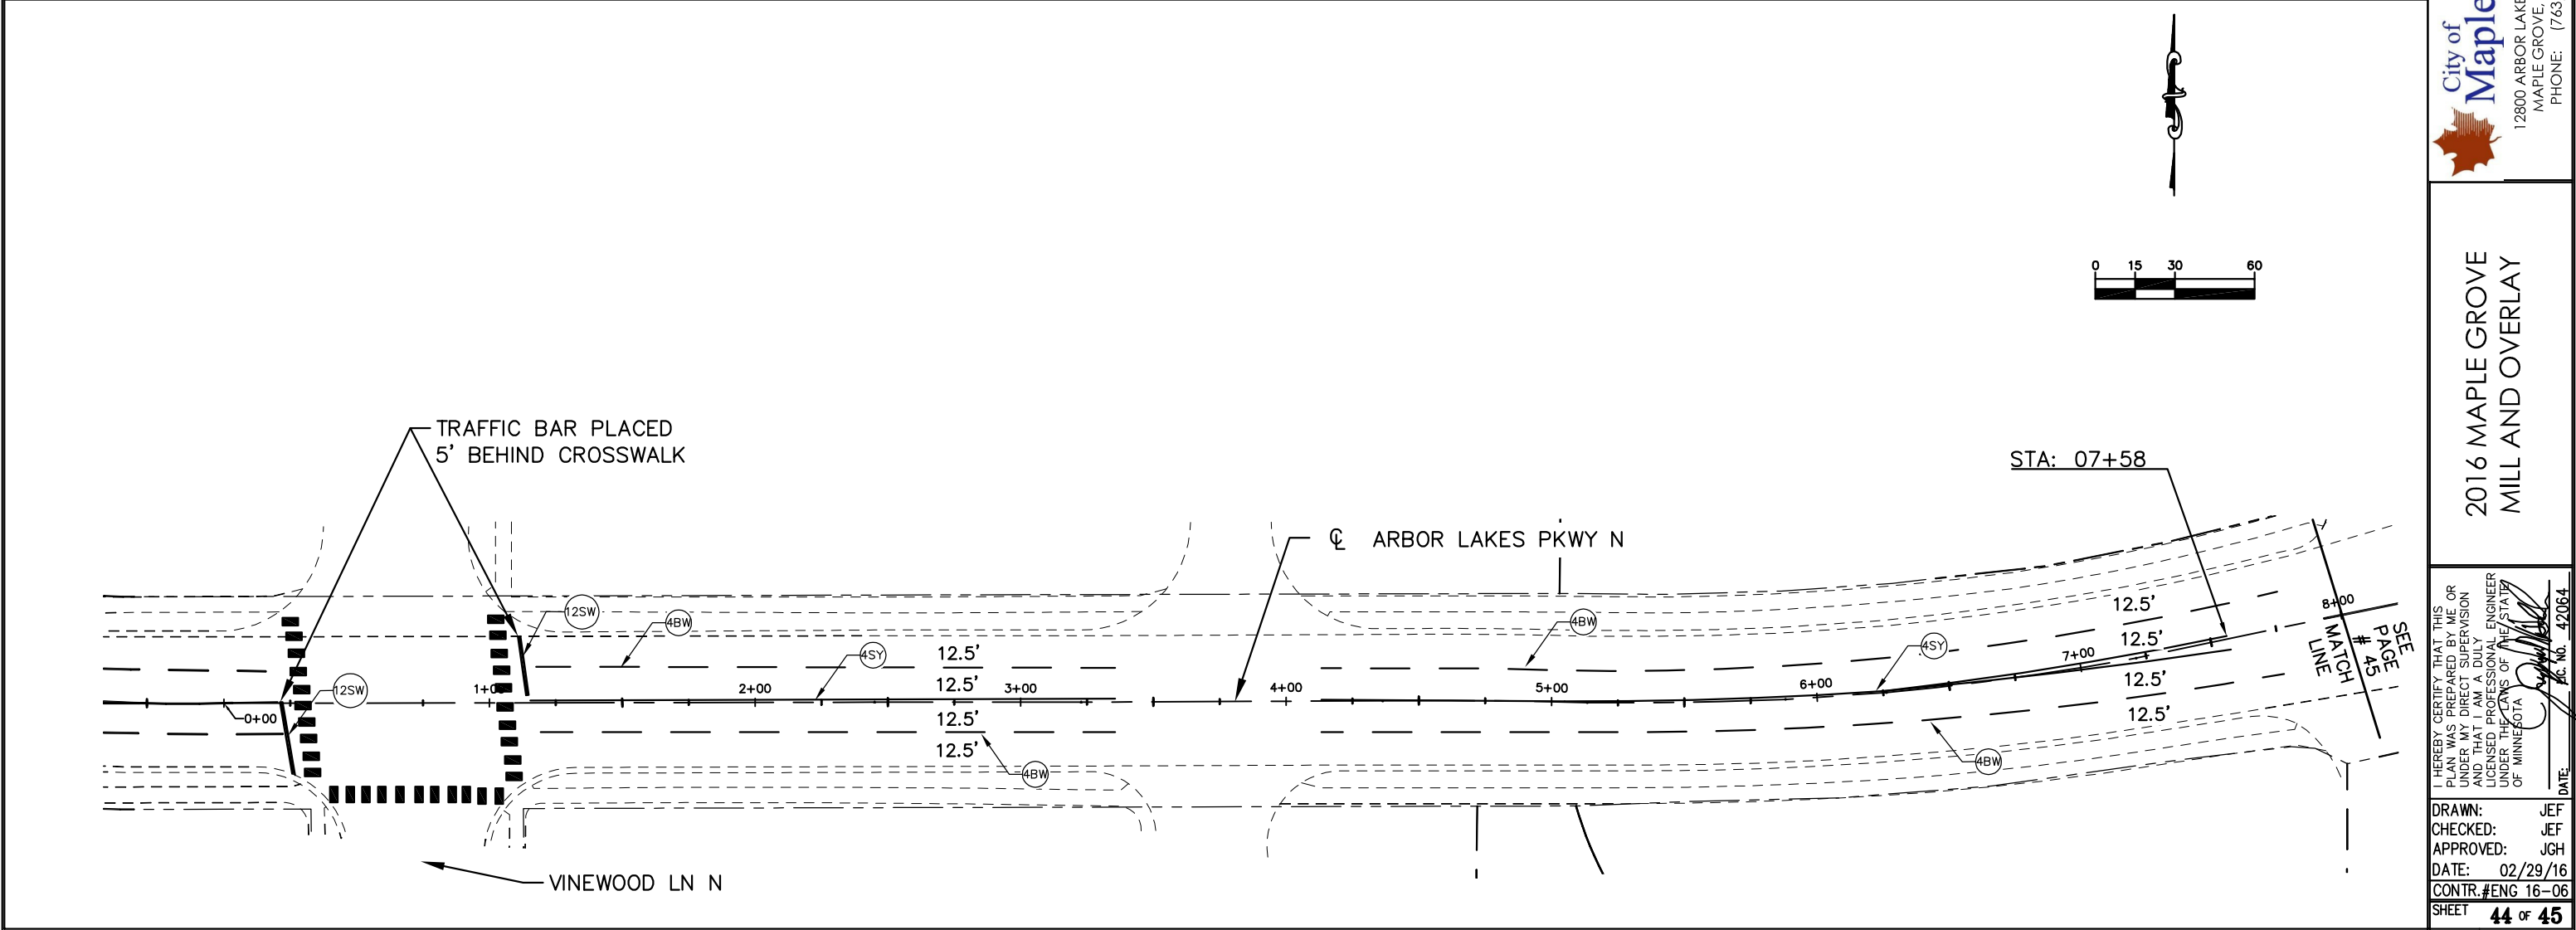 TRAFFIC BAR PLACED
5' BEHIND CROSSWALK
0 15 30 60
STA: 07+58
℄ ARBOR LAKES PKWY N
12SW
4BW
4BW
4SY
4SY
12SW
12.5'
12.5'
12.5'
12.5'
12.5'
12.5'
12.5'
12.5'
0+00
1+00
2+00
3+00
4+00
5+00
6+00
7+00
8+00
4BW
4BW
VINEWOOD LN N
MATCH
LINE
SEE
PAGE
# 45
City of
Maple
12800 ARBOR LAKE
MAPLE GROVE,
PHONE: (763
2016 MAPLE GROVE
MILL AND OVERLAY
I HEREBY CERTIFY THAT THIS
PLAN WAS PREPARED BY ME OR
UNDER MY DIRECT SUPERVISION
AND THAT I AM A DULY
LICENSED PROFESSIONAL ENGINEER
UNDER THE LAWS OF THE STATE
OF MINNESOTA
DATE: LIC. NO. 42064
DRAWN: JEF
CHECKED: JEF
APPROVED: JGH
DATE: 02/29/16
CONTR.#ENG 16-06
SHEET 44 OF 45